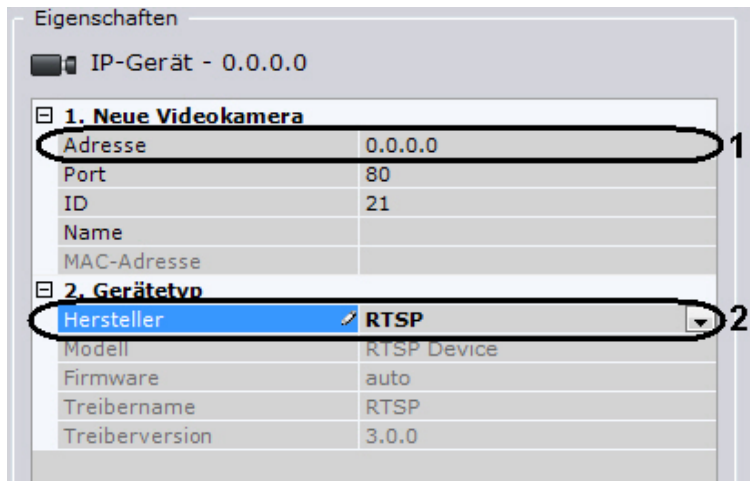 Eigenschaften
IP-Gerät - 0.0.0.0
1. Neue Videokamera
Adresse 0.0.0.0 1
Port 80
ID 21
Name
MAC-Adresse
2. Gerätetyp
Hersteller RTSP 2
Modell RTSP Device
Firmware auto
Treibername RTSP
Treiberversion 3.0.0